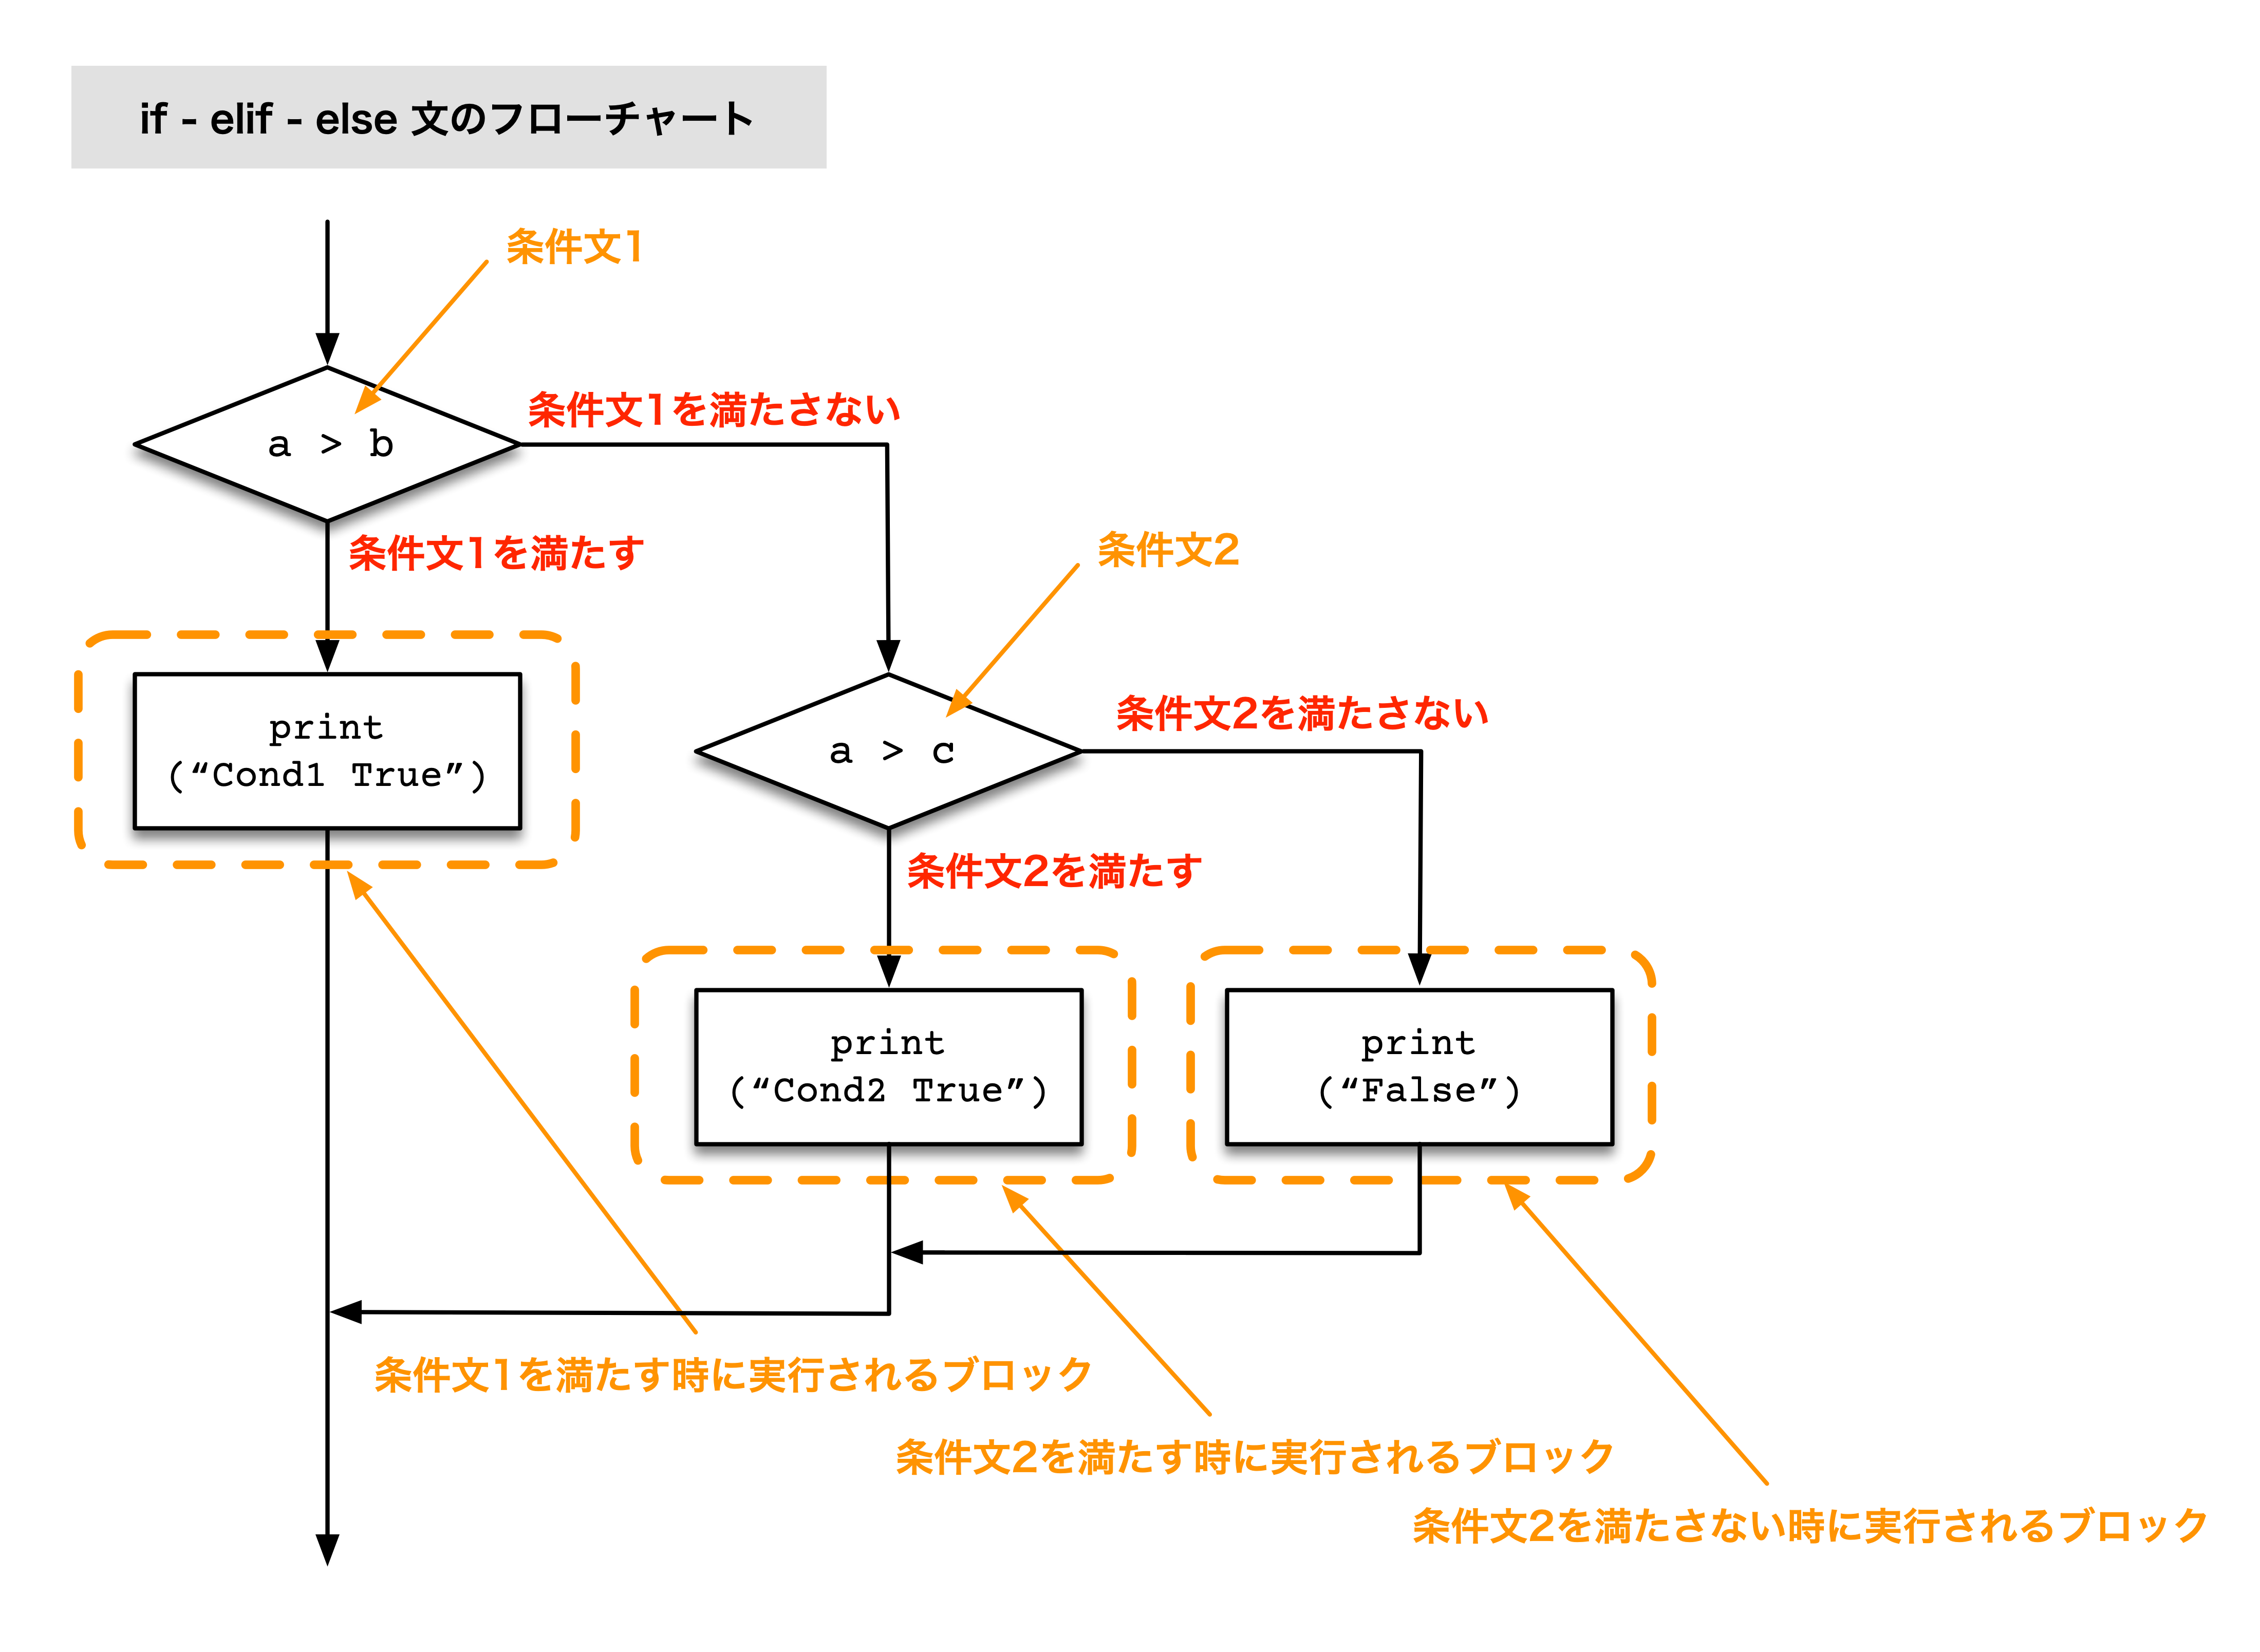 if - elif - else 文のフローチャート
条件文1
条件文1を満たさない
a > b
条件文1を満たす
条件文2
条件文2を満たさない
a > c
print
(“Cond1 True”)
条件文2を満たす
print
(“Cond2 True”)
print
(“False”)
条件文1を満たす時に実行されるブロック
条件文2を満たす時に実行されるブロック
条件文2を満たさない時に実行されるブロック